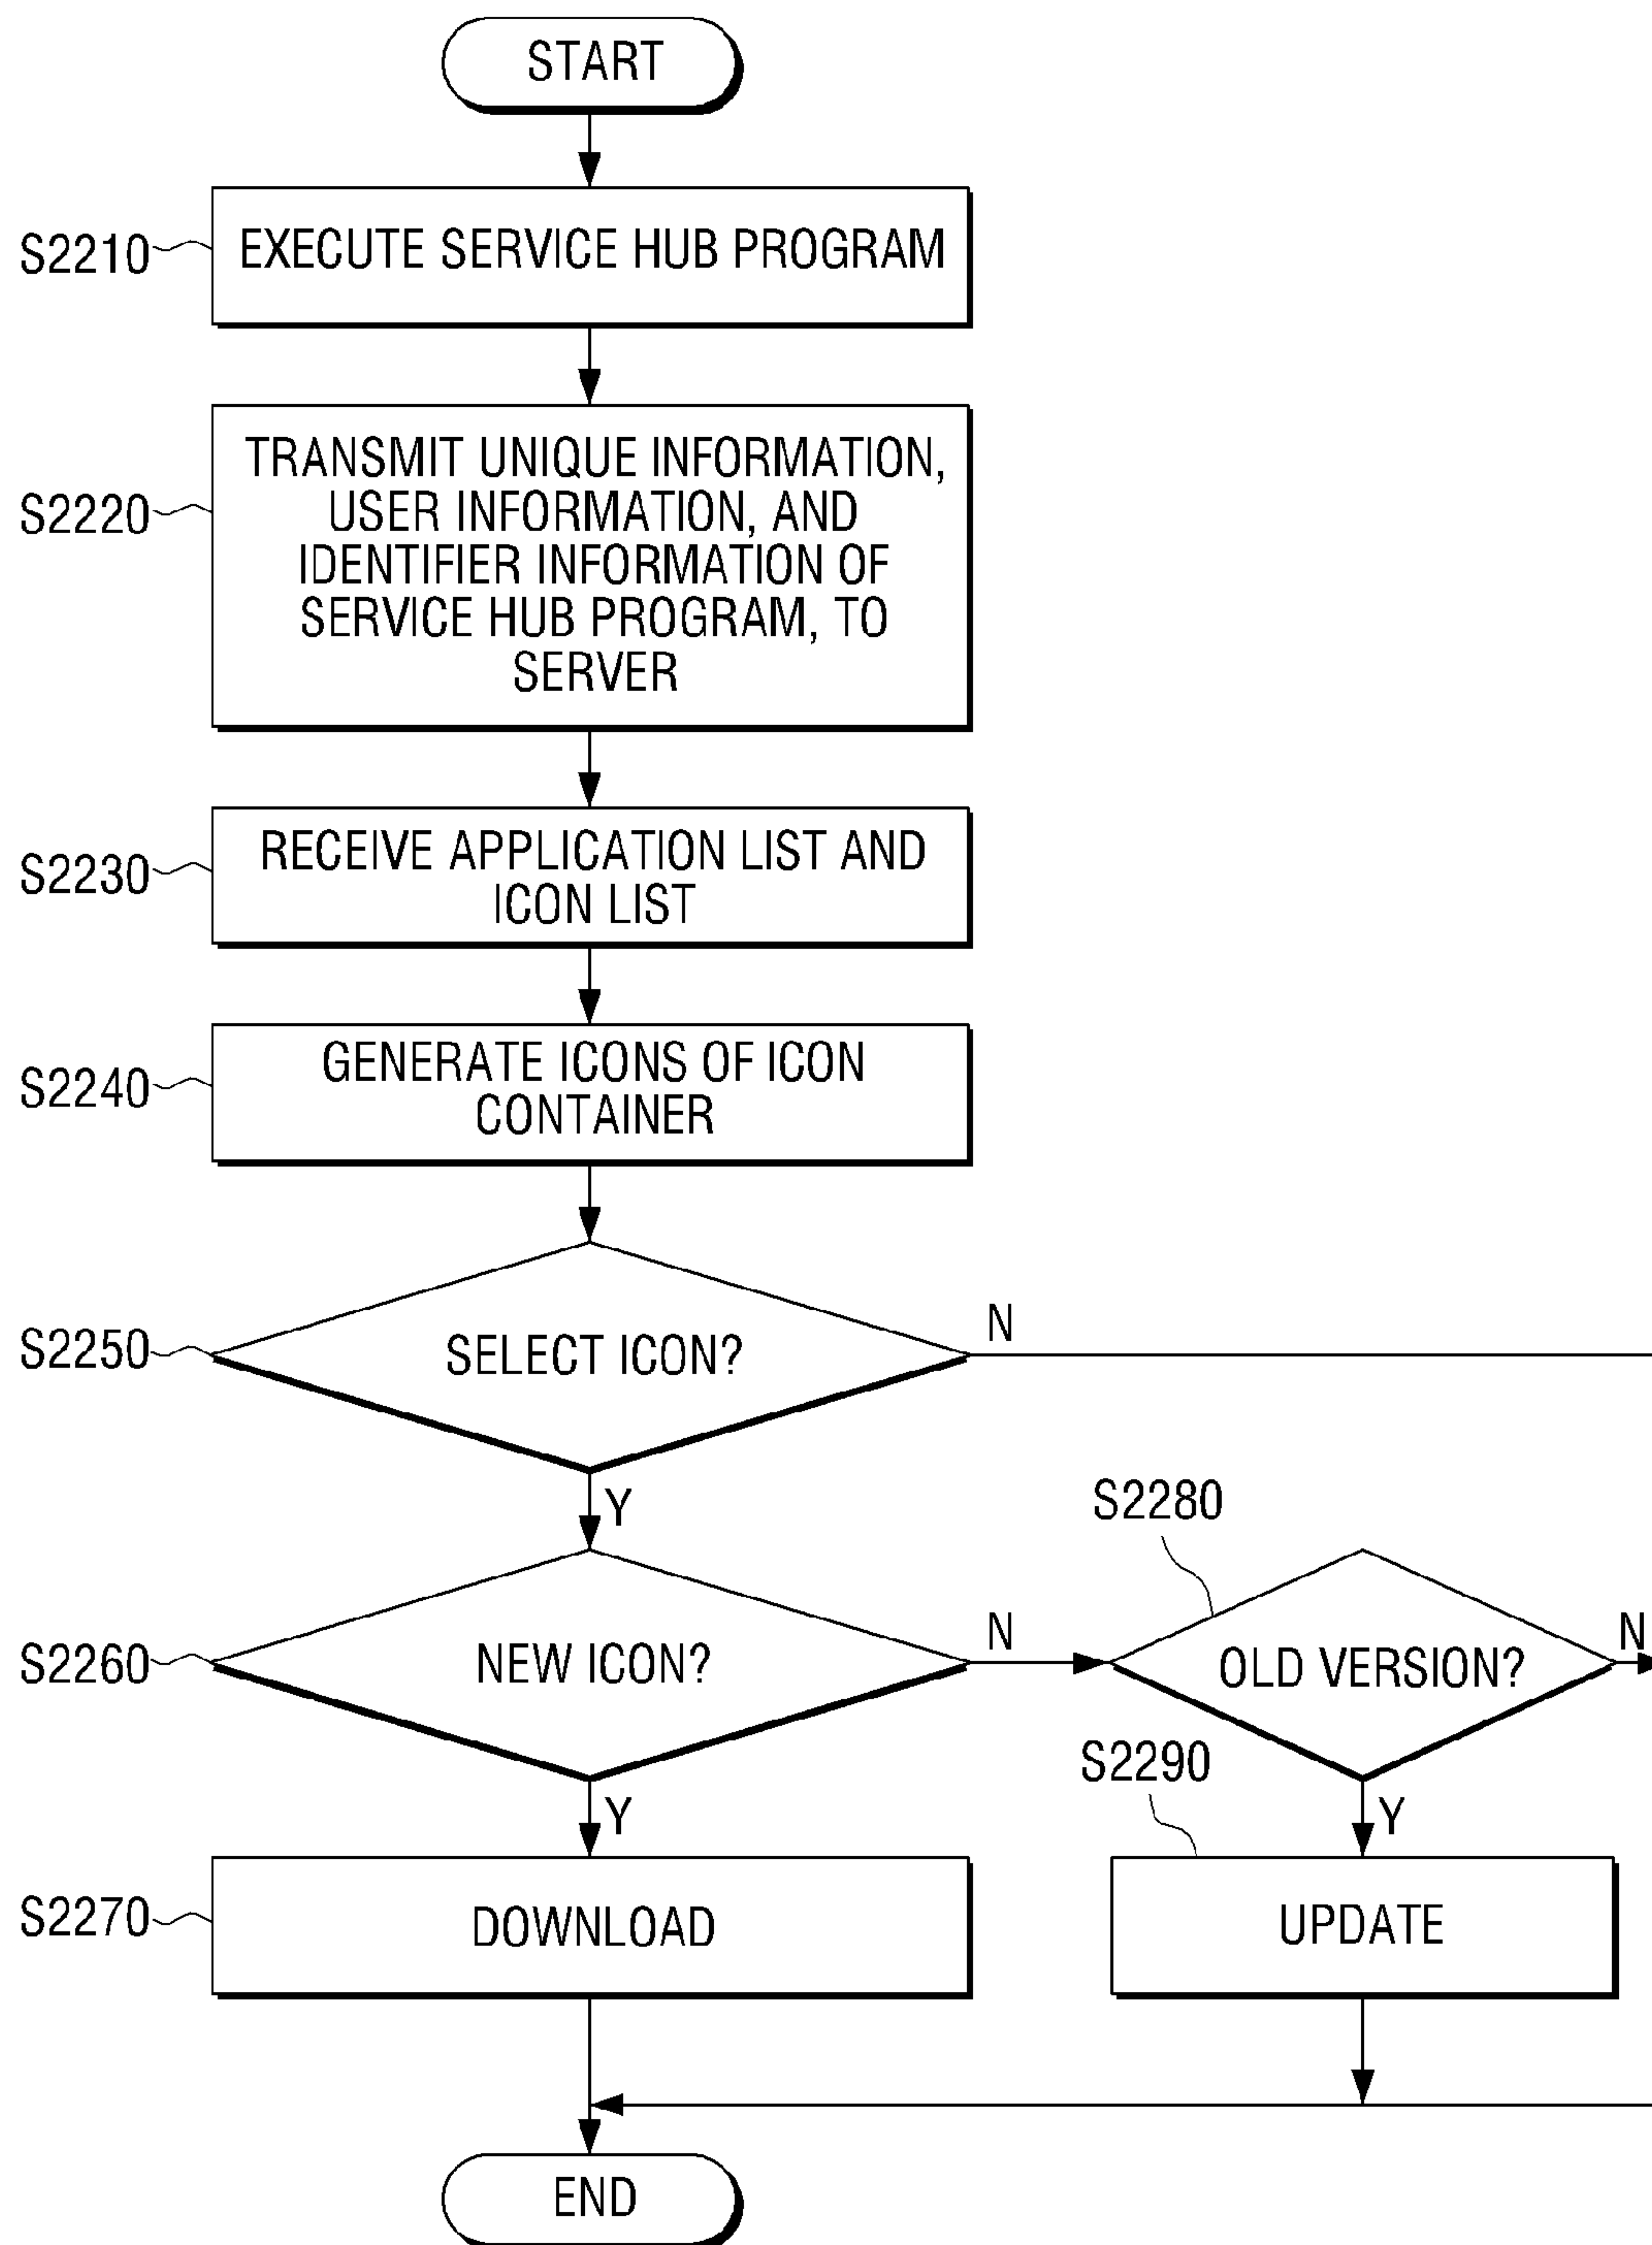 START
S2210
EXECUTE SERVICE HUB PROGRAM
S2220
TRANSMIT UNIQUE INFORMATION,
USER INFORMATION, AND
IDENTIFIER INFORMATION OF
SERVICE HUB PROGRAM, TO
SERVER
S2230
RECEIVE APPLICATION LIST AND
ICON LIST
S2240
GENERATE ICONS OF ICON
CONTAINER
S2250
SELECT ICON?
N
Y
S2260
NEW ICON?
N
S2280
OLD VERSION?
N
Y
S2270
DOWNLOAD
Y
S2290
UPDATE
END